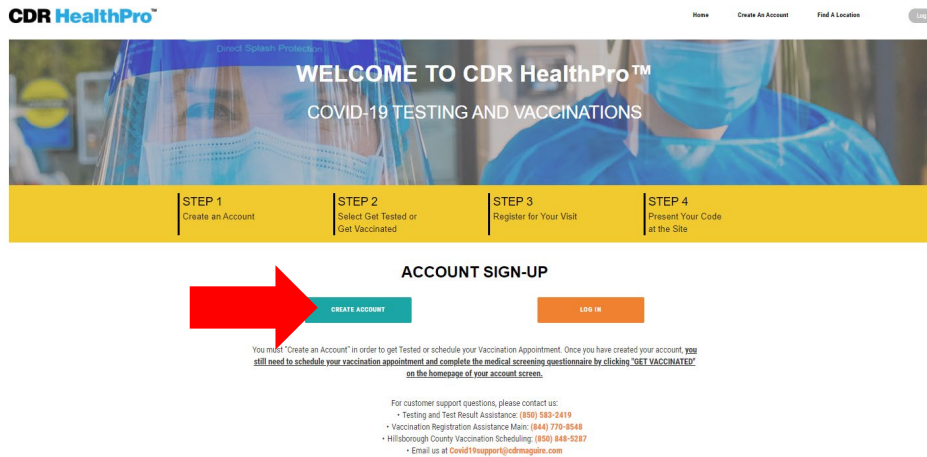 CDR HealthPro™
Home Create An Account Find A Location Log
Direct Splash Protection
WELCOME TO CDR HealthPro™
COVID-19 TESTING AND VACCINATIONS
STEP 1
Create an Account
STEP 2
Select Get Tested or
Get Vaccinated
STEP 3
Register for Your Visit
STEP 4
Present Your Code
at the Site
ACCOUNT SIGN-UP
CREATE ACCOUNT
LOG IN
You must "Create an Account" in order to get Tested or schedule your Vaccination Appointment. Once you have created your account, you
still need to schedule your vaccination appointment and complete the medical screening questionnaire by clicking "GET VACCINATED"
on the homepage of your account screen.
For customer support questions, please contact us:
• Testing and Test Result Assistance: (850) 583-2419
• Vaccination Registration Assistance Main: (844) 770-8548
• Hillsborough County Vaccination Scheduling: (850) 848-5287
• Email us at Covid19support@cdrmaguire.com